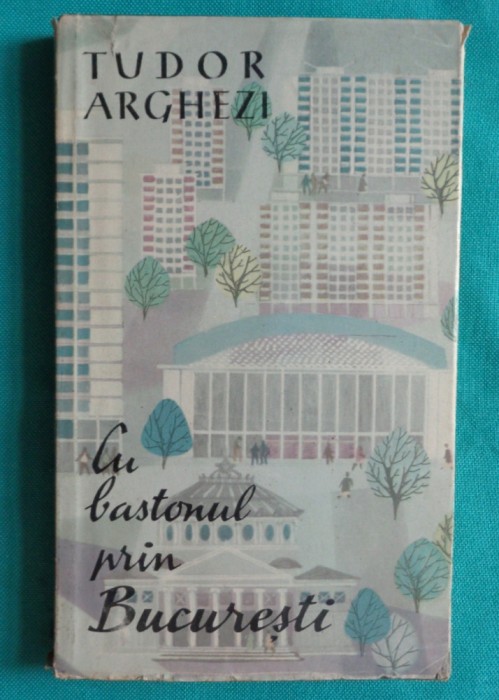 TUDOR
ARGHEZI
Cu
bastonul
prin
București